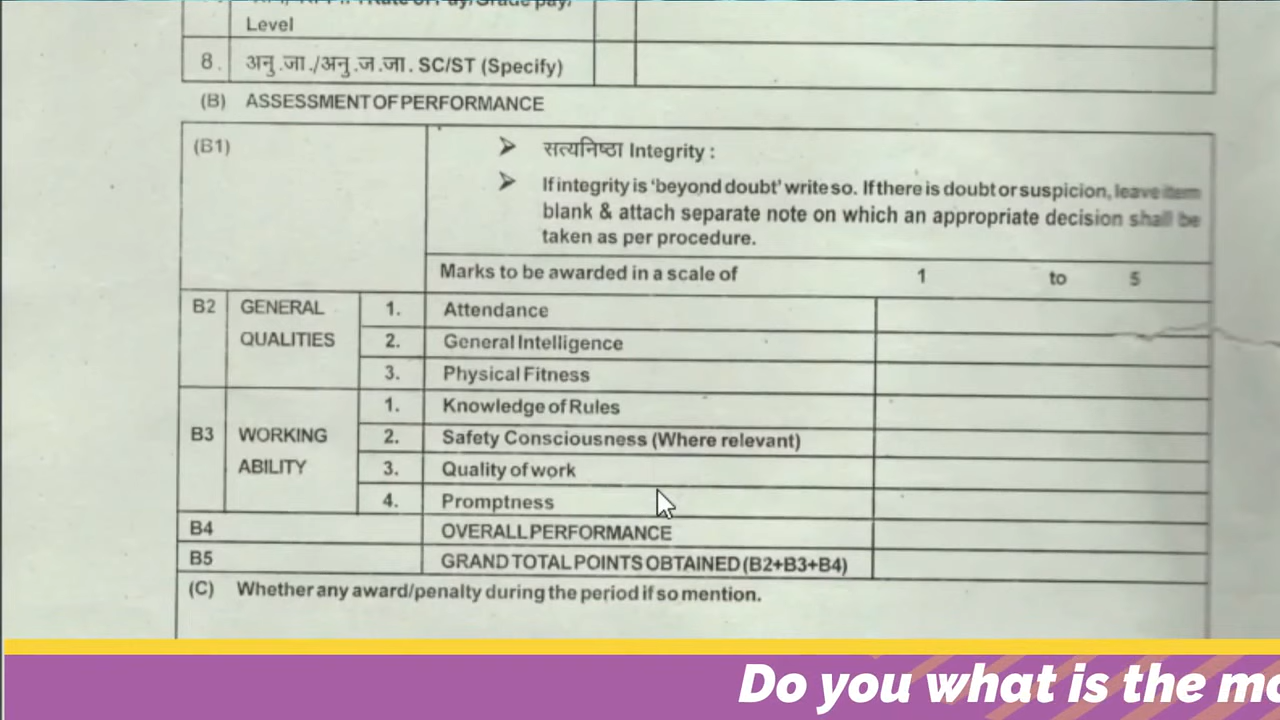 Level
8. अनु.जा./अनु.ज.जा. SC/ST (Specify)
(B) ASSESSMENT OF PERFORMANCE
(B1)
➢ सत्यनिष्ठा Integrity :
➢ If integrity is 'beyond doubt' write so. If there is doubt or suspicion, leave item
blank & attach separate note on which an appropriate decision shall be
taken as per procedure.
Marks to be awarded in a scale of 1 to 5
B2 GENERAL QUALITIES
1. Attendance
2. General Intelligence
3. Physical Fitness
B3 WORKING ABILITY
1. Knowledge of Rules
2. Safety Consciousness (Where relevant)
3. Quality of work
4. Promptness
B4 OVERALL PERFORMANCE
B5 GRAND TOTAL POINTS OBTAINED (B2+B3+B4)
(C) Whether any award/penalty during the period if so mention.
Do you what is the